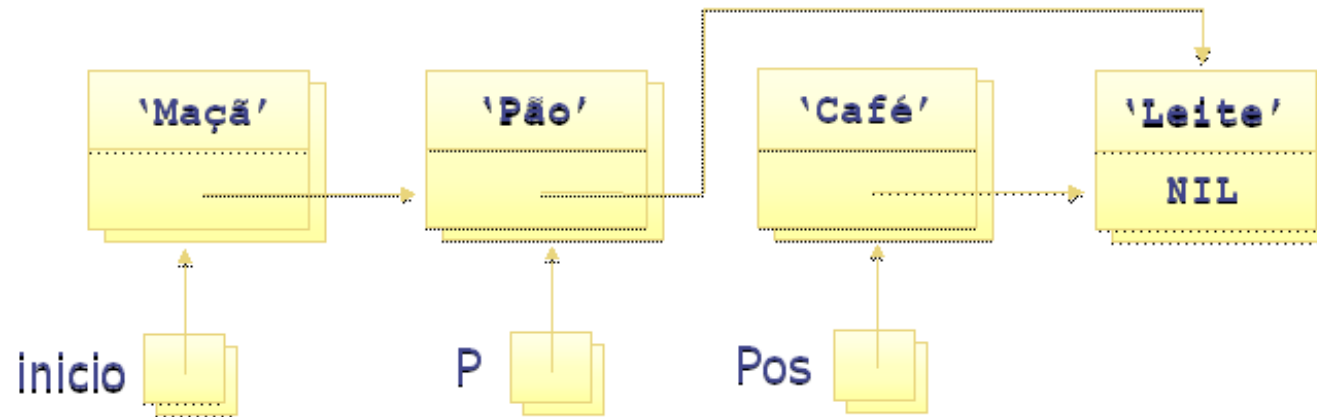 ‘Maçã’
‘Pão’
‘Café’
‘Leite’
NIL
inicio
P
Pos